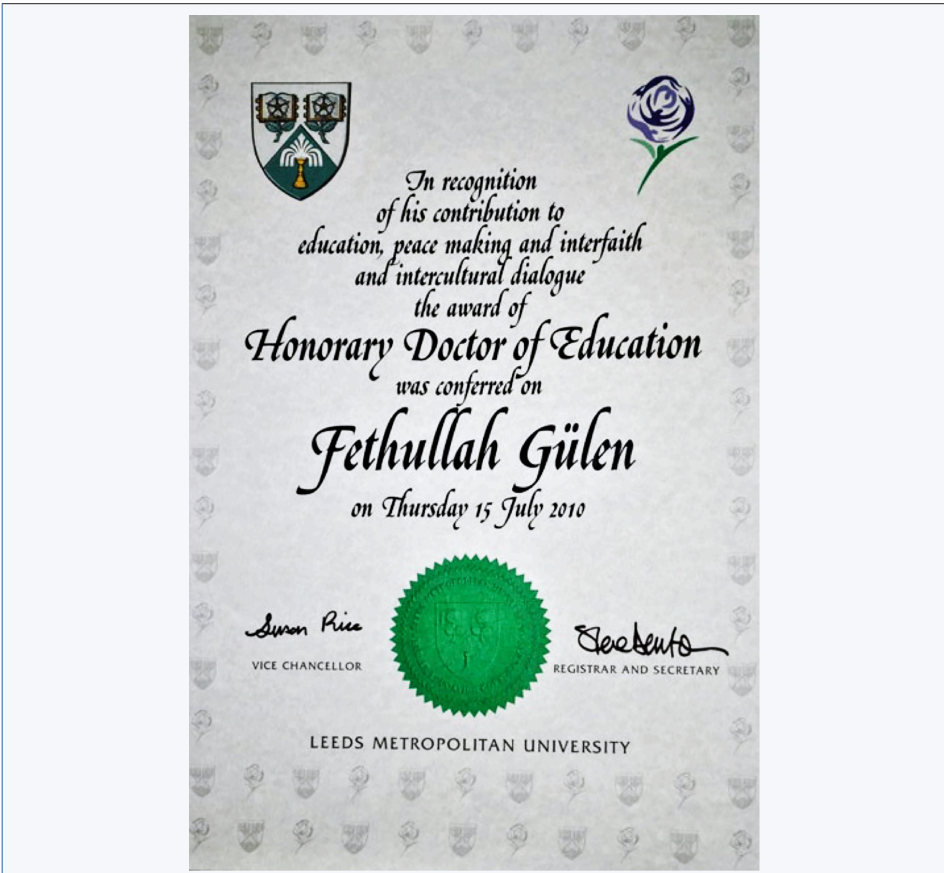 In recognition
of his contribution to
education, peace making and interfaith
and intercultural dialogue
the award of
Honorary Doctor of Education
was conferred on
Fethullah Gülen
on Thursday 15 July 2010
Susan Price
VICE CHANCELLOR
REGISTRAR AND SECRETARY
LEEDS METROPOLITAN UNIVERSITY